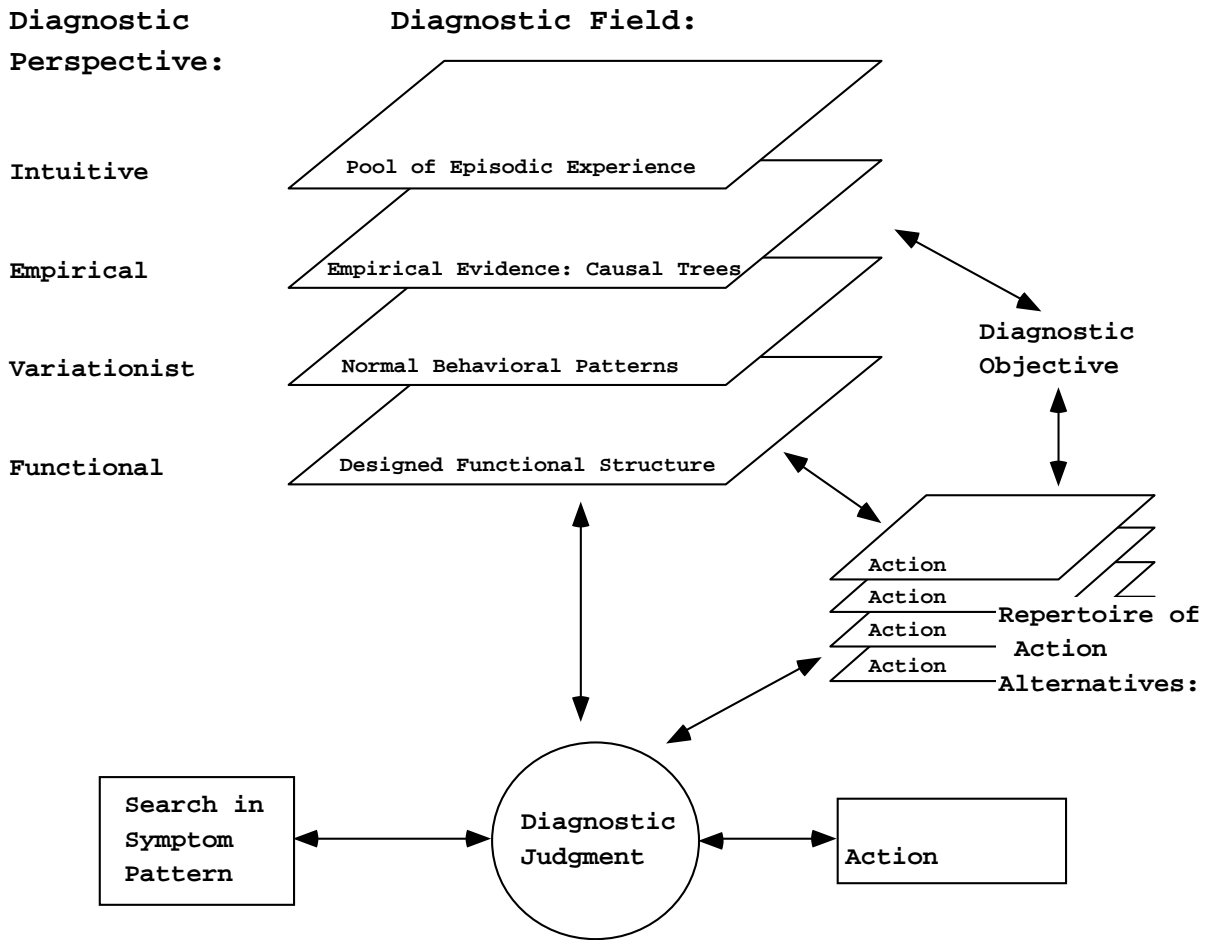 Diagnostic
Perspective:
Diagnostic Field:
Intuitive
Pool of Episodic Experience
Empirical
Empirical Evidence: Causal Trees
Variationist
Normal Behavioral Patterns
Functional
Designed Functional Structure
Diagnostic
Objective
Action
Action
Action
Action
Repertoire of
Action
Alternatives:
Search in
Symptom
Pattern
Diagnostic
Judgment
Action